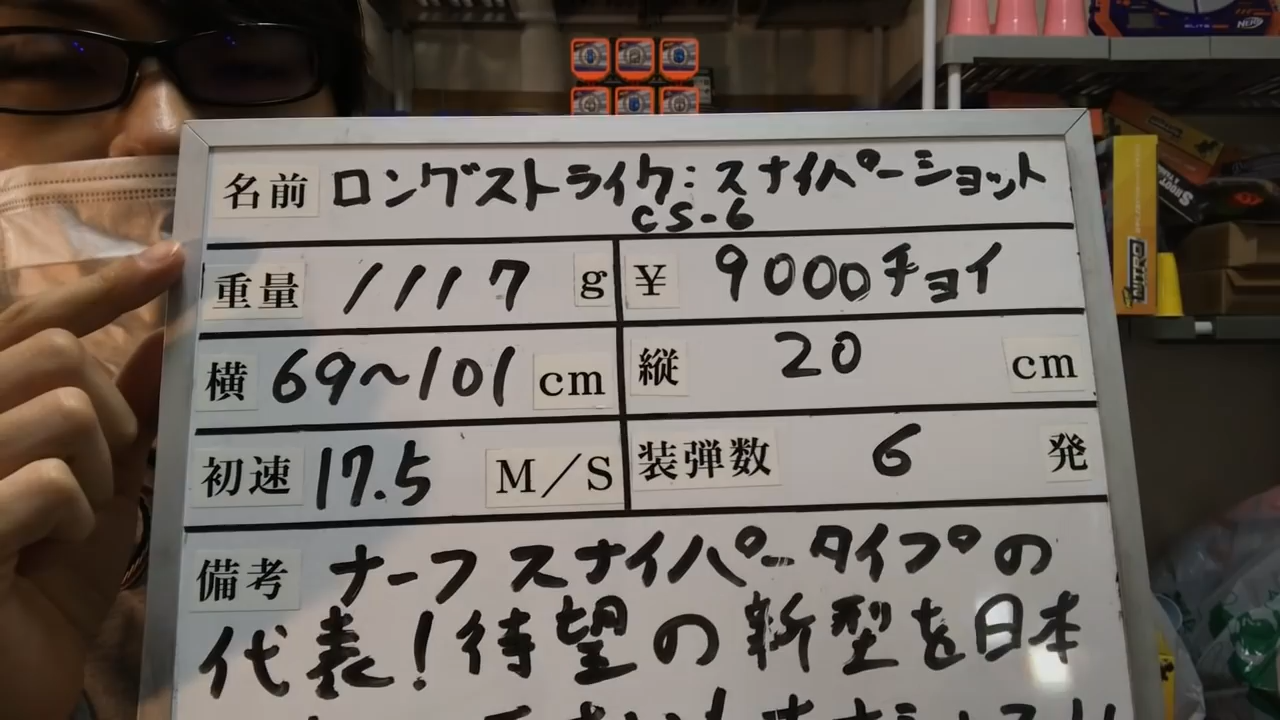 名前 ロングストライク:スナイパーショット
CS-6
重量 1117 g ¥ 9000チョイ
横 69~101 cm 縦 20 cm
初速 17.5 M/S 装弾数 6 発
備考 ナーフ スナイパータイプの
代表!待望の新型を日本
NERF